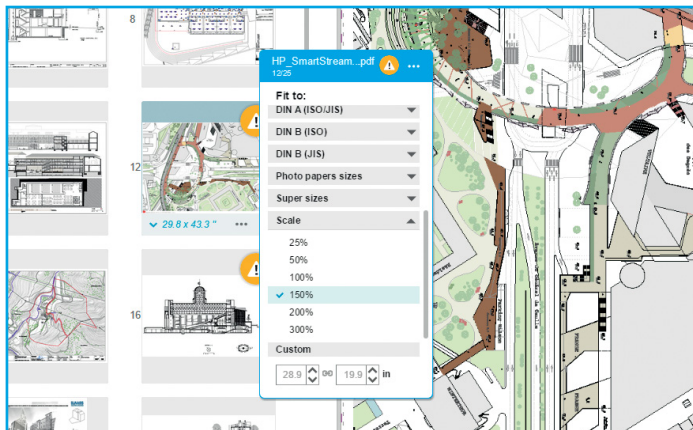 8
HP_SmartStream...pdf
12/25
Fit to:
DIN A (ISO/JIS)
DIN B (ISO)
DIN B (JIS)
Photo papers sizes
Super sizes
Scale
25%
50%
100%
150%
200%
300%
Custom
28.9 19.9 in
12
29.8 x 43.3 "
16